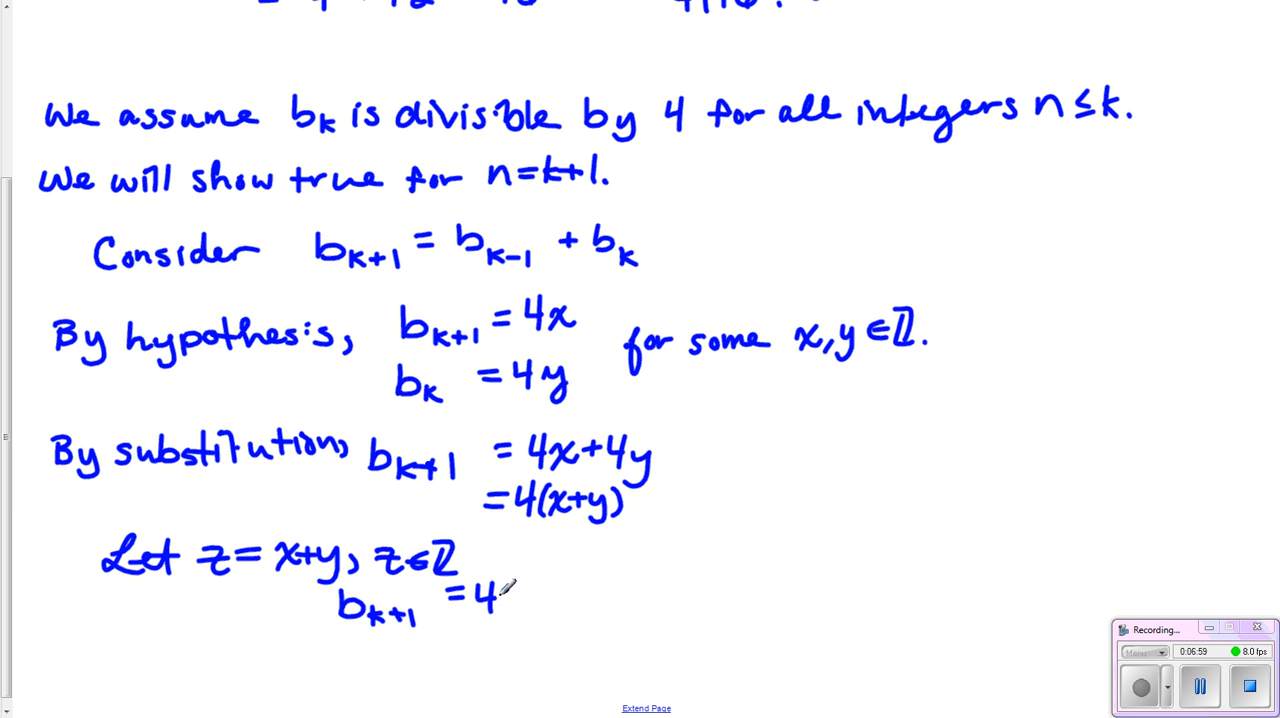 We assume b_k is divisible by 4 for all integers n ≤ k.
We will show true for n = k+1.
Consider b_{k+1} = b_{k-1} + b_k
By hypothesis, b_{k+1} = 4x for some x, y ∈ ℤ.
b_k = 4y
By substitution, b_{k+1} = 4x + 4y
= 4(x+y)
Let z = x+y, z ∈ ℤ
b_{k+1} = 4
Recording...
Menu
0:06:59
8.0 fps
Extend Page